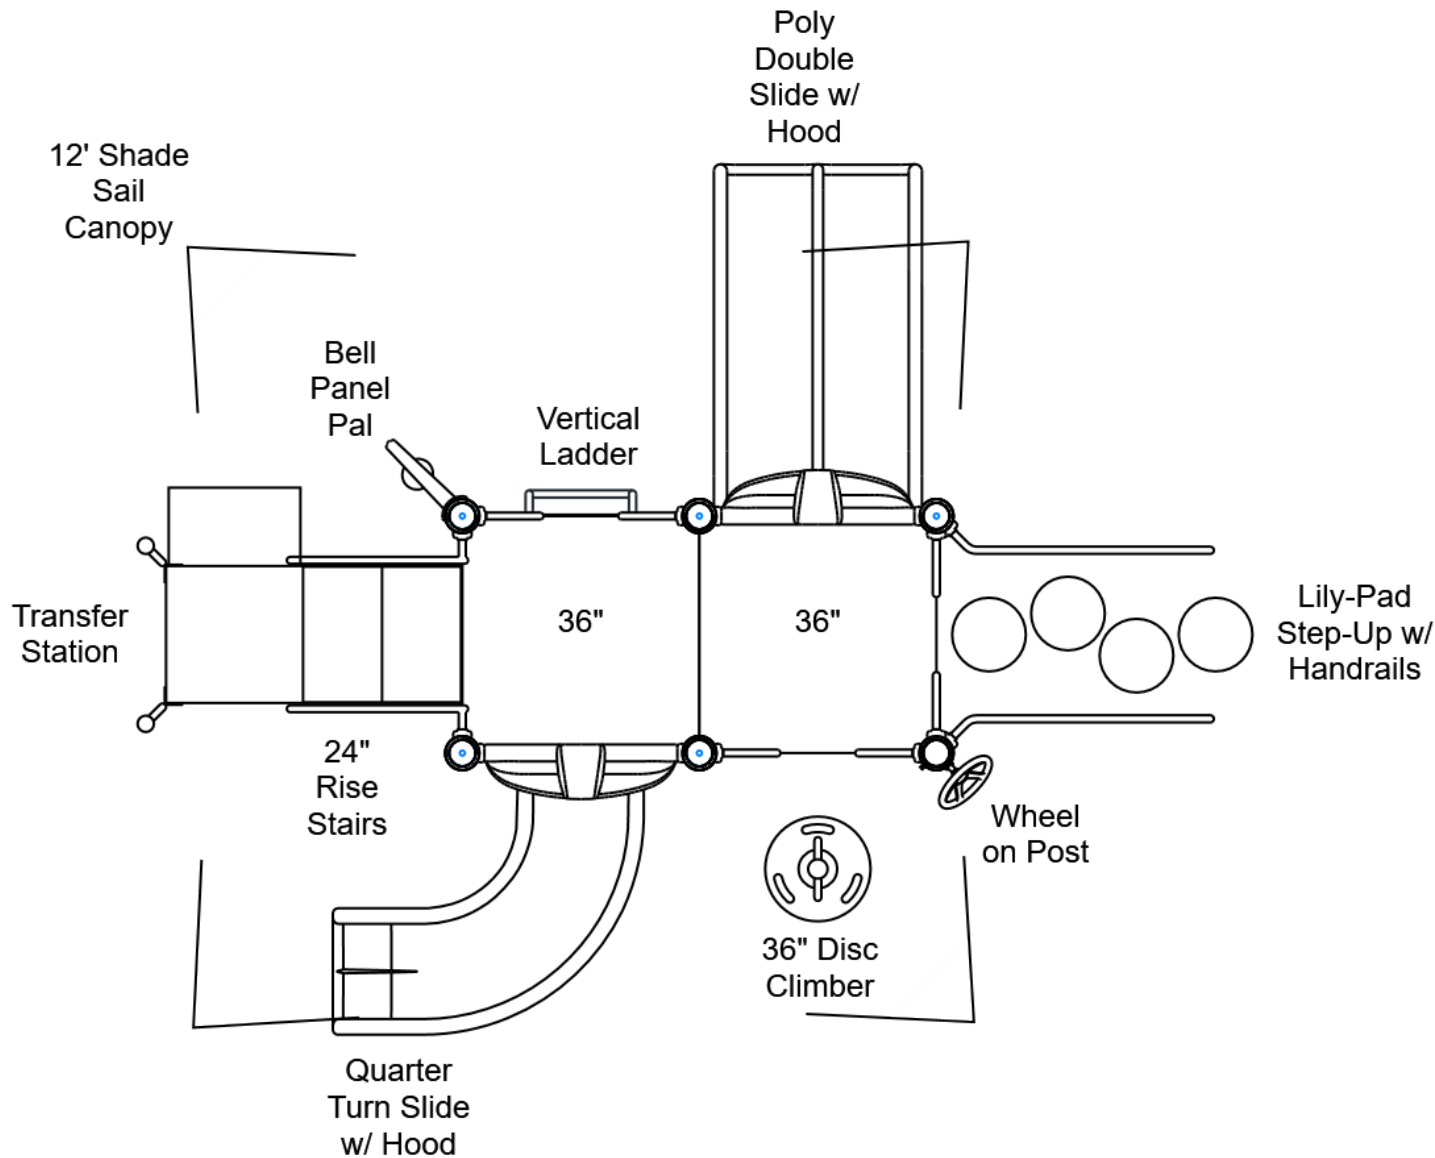 Poly
Double
Slide w/
Hood
12' Shade
Sail
Canopy
Bell
Panel
Pal
Vertical
Ladder
Transfer
Station
36"
36"
Lily-Pad
Step-Up w/
Handrails
24"
Rise
Stairs
Wheel
on Post
36" Disc
Climber
Quarter
Turn Slide
w/ Hood